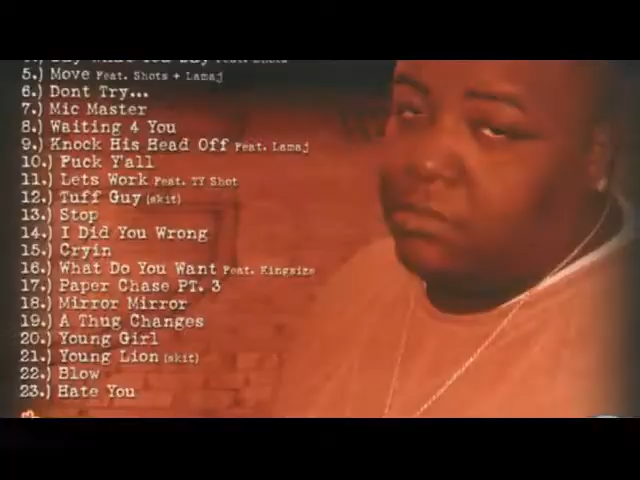 5.) Move Feat. Shots + Lamaj
6.) Dont Try...
7.) Mic Master
8.) Waiting 4 You
9.) Knock His Head Off Feat. Lamaj
10.) Fuck Y'all
11.) Lets Work Feat. TY Shot
12.) Tuff Guy (skit)
13.) Stop
14.) I Did You Wrong
15.) Cryin
16.) What Do You Want Feat. Kingsize
17.) Paper Chase PT. 3
18.) Mirror Mirror
19.) A Thug Changes
20.) Young Girl
21.) Young Lion (skit)
22.) Blow
23.) Hate You